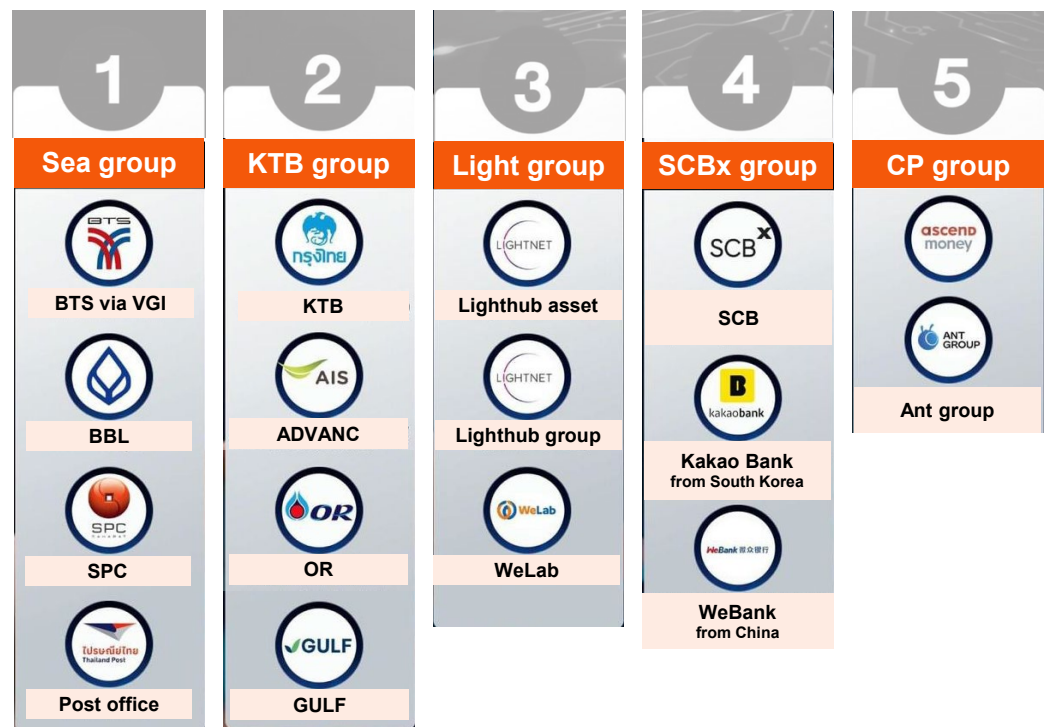 1
Sea group
BTS
BTS via VGI
BBL
SPC
SPC
ไปรษณีย์ไทย
Thailand Post
Post office
2
KTB group
กรุงไทย
KTB
AIS
ADVANC
OR
OR
GULF
GULF
3
Light group
LIGHTNET
Lighthub asset
LIGHTNET
Lighthub group
WeLab
WeLab
4
SCBx group
SCB X
SCB
B
kakaobank
Kakao Bank
from South Korea
WeBank 微众银行
WeBank
from China
5
CP group
ascend
money
ANT
GROUP
Ant group